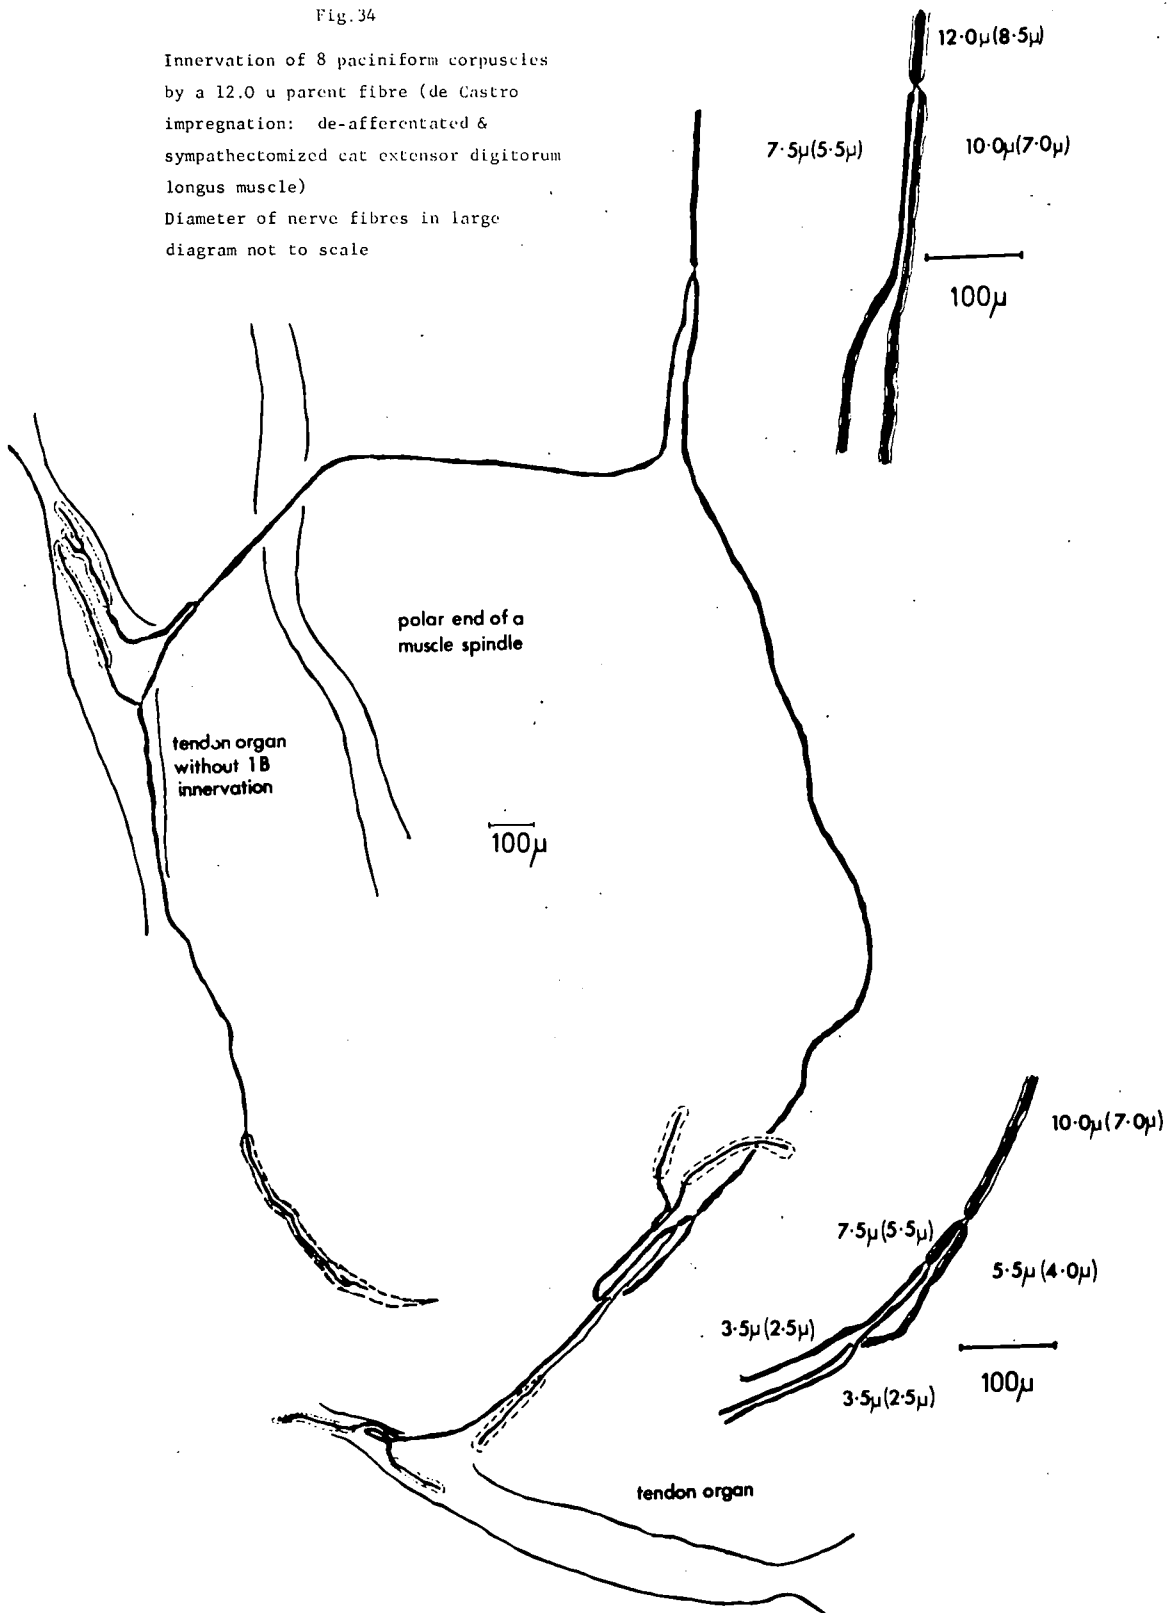 Fig.34
Innervation of 8 paciniform corpuscles
by a 12.0 u parent fibre (de Castro
impregnation: de-afferentated &
sympathectomized cat extensor digitorum
longus muscle)
Diameter of nerve fibres in large
diagram not to scale
12·0µ(8·5µ)
7·5µ(5·5µ)
10·0µ(7·0µ)
100µ
polar end of a
muscle spindle
tendon organ
without 1B
innervation
100µ
10·0µ(7·0µ)
7·5µ(5·5µ)
5·5µ(4·0µ)
3·5µ(2·5µ)
100µ
3·5µ(2·5µ)
tendon organ